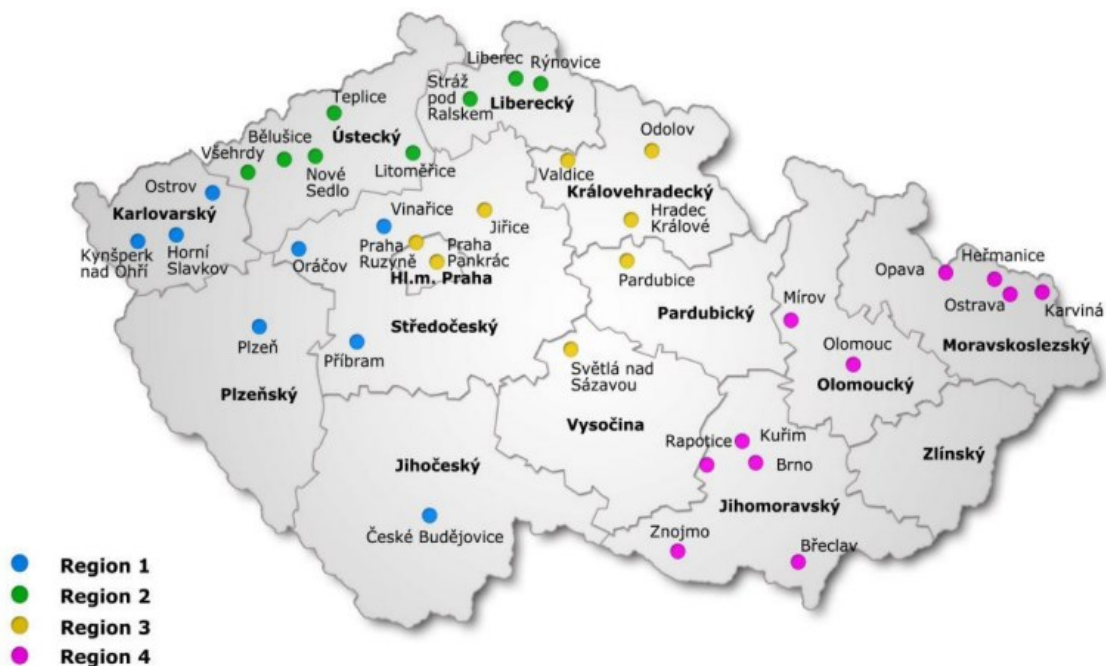 Liberec
Rýnovice
Stráž
pod
Ralskem
Liberecký
Teplice
Ústecký
Bělušice
Všehrdy
Nové
Sedlo
Litoměřice
Odolov
Valdice
Královehradecký
Hradec
Králové
Ostrov
Karlovarský
Kynšperk
nad Ohří
Horní
Slavkov
Vinařice
Jiřice
Oráčov
Praha
Ruzyně
Praha
Pankrác
Hl.m. Praha
Středočeský
Pardubice
Pardubický
Opava
Heřmanice
Ostrava
Karviná
Moravskoslezský
Mírov
Olomouc
Olomoucký
Plzeň
Příbram
Plzeňský
Světlá nad
Sázavou
Vysočina
Jihočeský
České Budějovice
Rapotice
Kuřim
Brno
Jihomoravský
Zlínský
Znojmo
Břeclav
Region 1
Region 2
Region 3
Region 4